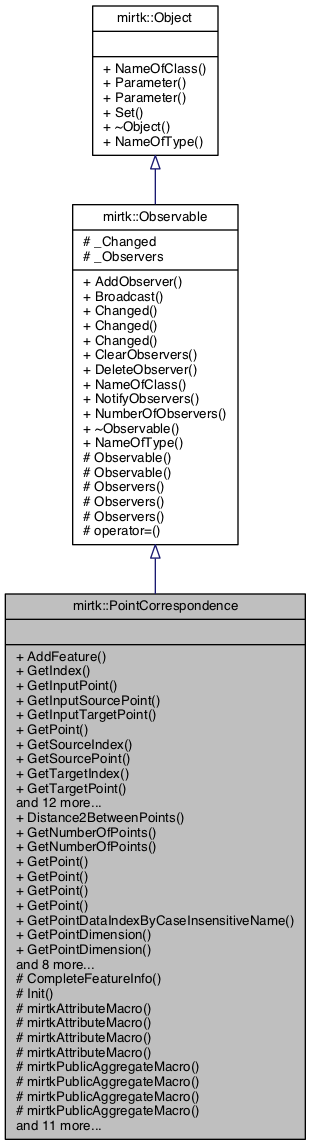 mirtk::Object
+ NameOfClass()
+ Parameter()
+ Parameter()
+ Set()
+ ~Object()
+ NameOfType()
mirtk::Observable
# _Changed
# _Observers
+ AddObserver()
+ Broadcast()
+ Changed()
+ Changed()
+ Changed()
+ ClearObservers()
+ DeleteObserver()
+ NameOfClass()
+ NotifyObservers()
+ NumberOfObservers()
+ ~Observable()
+ NameOfType()
# Observable()
# Observable()
# Observers()
# Observers()
# Observers()
# operator=()
mirtk::PointCorrespondence
+ AddFeature()
+ GetIndex()
+ GetInputPoint()
+ GetInputSourcePoint()
+ GetInputTargetPoint()
+ GetPoint()
+ GetSourceIndex()
+ GetSourcePoint()
+ GetTargetIndex()
+ GetTargetPoint()
and 12 more...
+ Distance2BetweenPoints()
+ GetNumberOfPoints()
+ GetNumberOfPoints()
+ GetPoint()
+ GetPoint()
+ GetPoint()
+ GetPoint()
+ GetPointDataIndexByCaseInsensitiveName()
+ GetPointDimension()
+ GetPointDimension()
and 8 more...
# CompleteFeatureInfo()
# Init()
# mirtkAttributeMacro()
# mirtkAttributeMacro()
# mirtkAttributeMacro()
# mirtkAttributeMacro()
# mirtkPublicAggregateMacro()
# mirtkPublicAggregateMacro()
# mirtkPublicAggregateMacro()
# mirtkPublicAggregateMacro()
and 11 more...